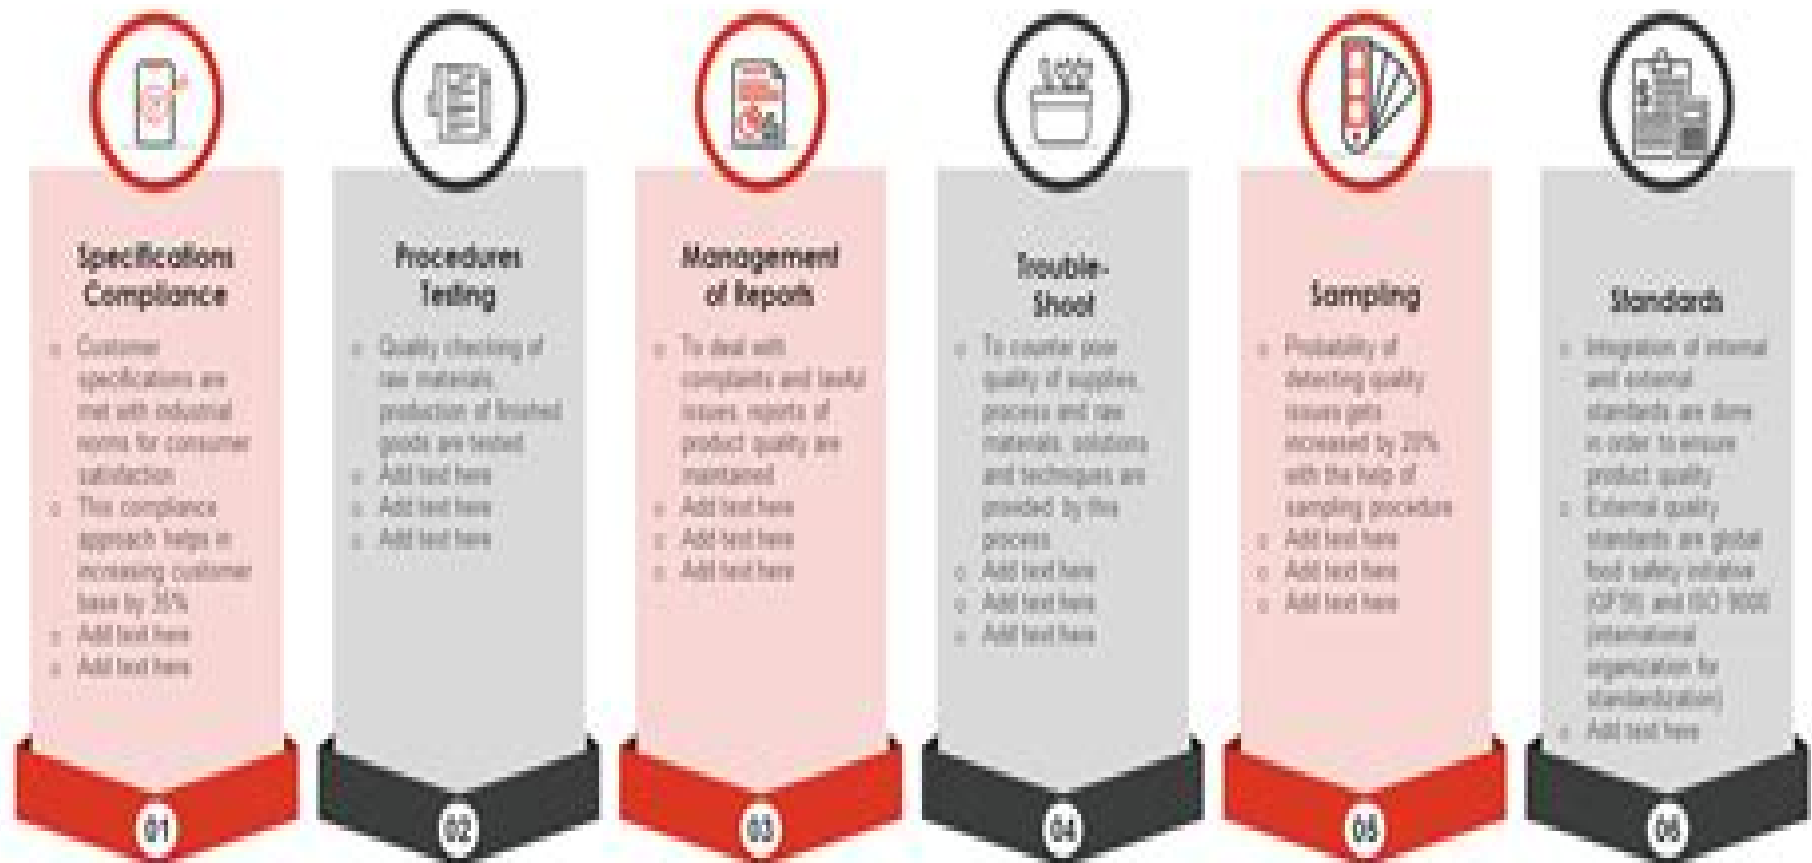 Specifications
Compliance
Customer
specifications are
met with industrial
norms for consumer
satisfaction
This compliance
approach helps in
increasing customer
base by 35%
Add text here
Add text here
01
Procedures
Testing
Quality checking of
raw materials,
production of finished
goods are tested
Add text here
Add text here
Add text here
02
Management
of Reports
To deal with
complaints and lawful
issues, reports of
product quality are
maintained
Add text here
Add text here
Add text here
03
Trouble-
Shoot
To counter poor
quality of supplies,
process and raw
materials, solutions
and techniques are
provided by this
process
Add text here
Add text here
Add text here
04
Sampling
Probability of
detecting quality
issues gets
increased by 20%
with the help of
sampling procedure
Add text here
Add text here
Add text here
05
Standards
Integration of internal
and external
standards are done
in order to ensure
product quality
External quality
standards are global
food safety initiative
(GFSI) and ISO 9000
(international
organization for
standardization)
Add text here
06